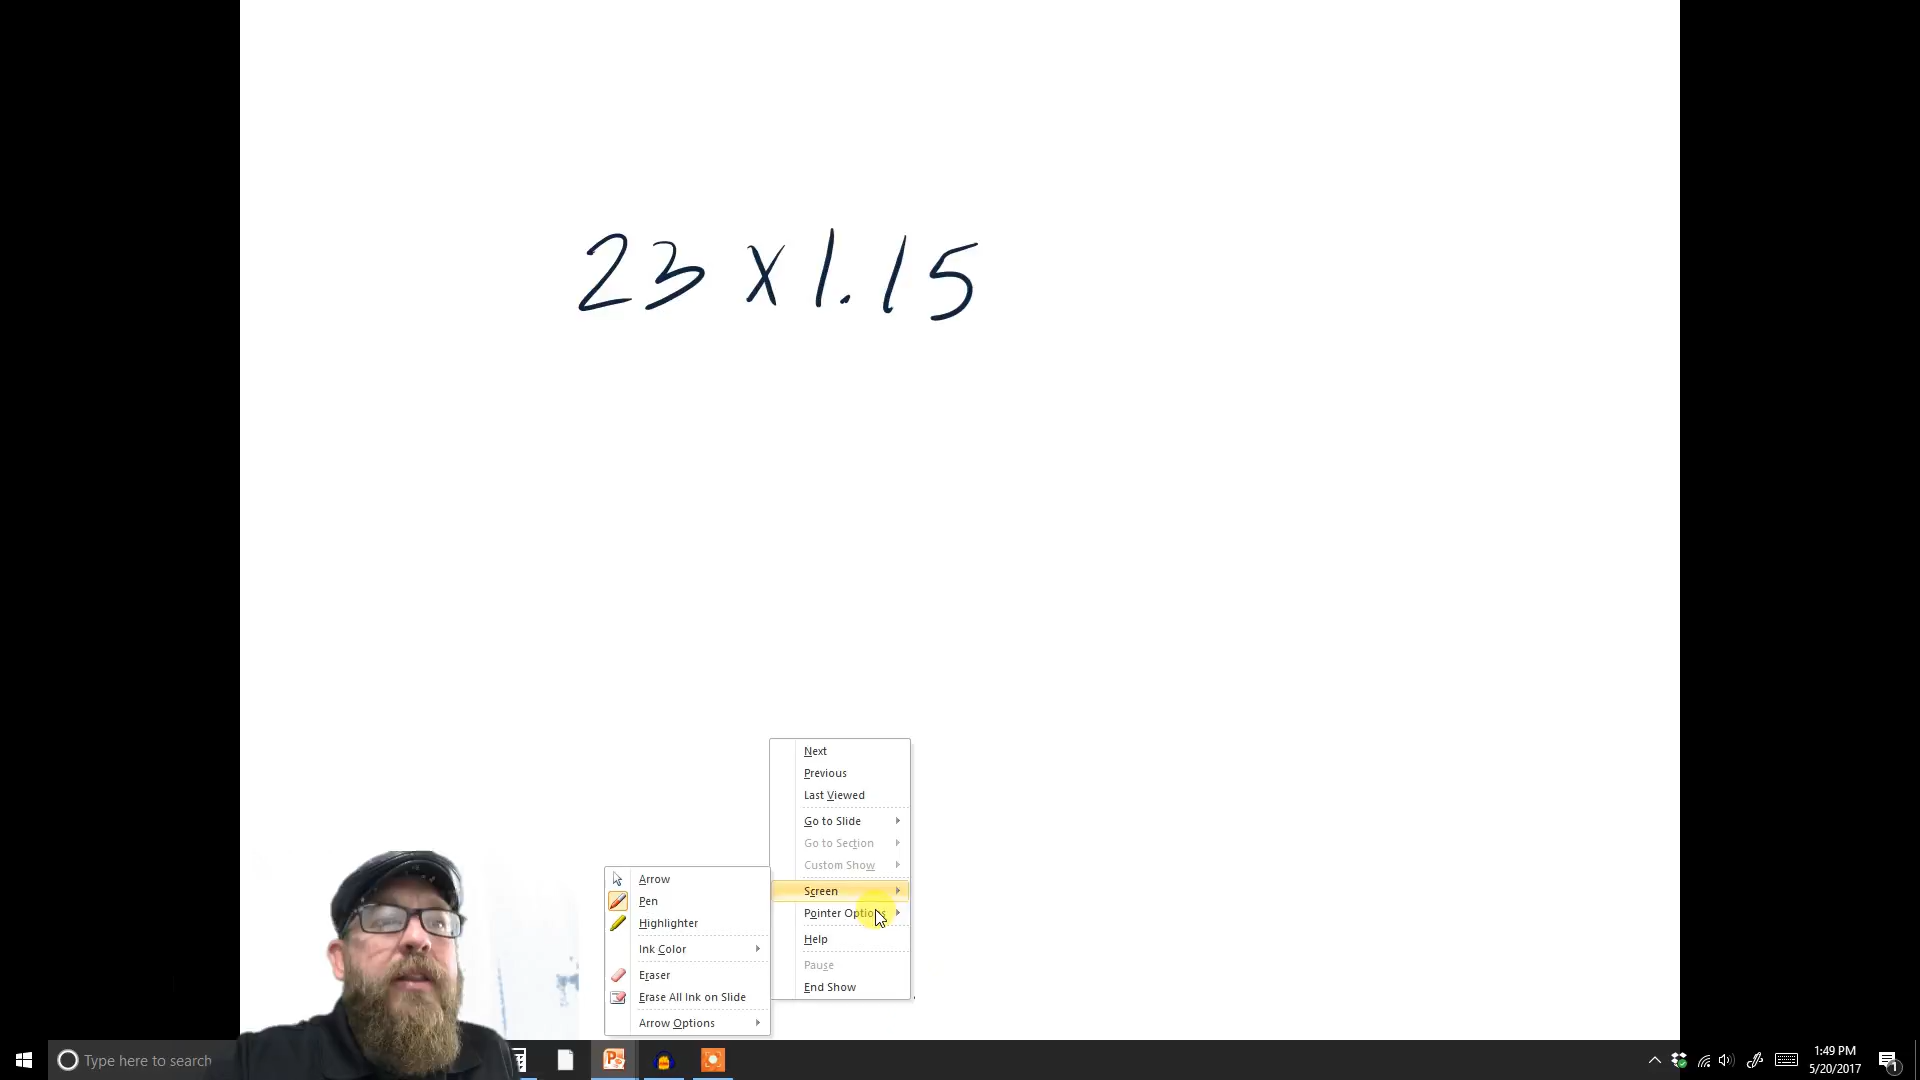 23 x 1.15
Next
Previous
Last Viewed
Go to Slide
Go to Section
Custom Show
Screen
Pointer Options
Help
Pause
End Show
Arrow
Pen
Highlighter
Ink Color
Eraser
Erase All Ink on Slide
Arrow Options
Type here to search
1:49 PM
5/20/2017
1